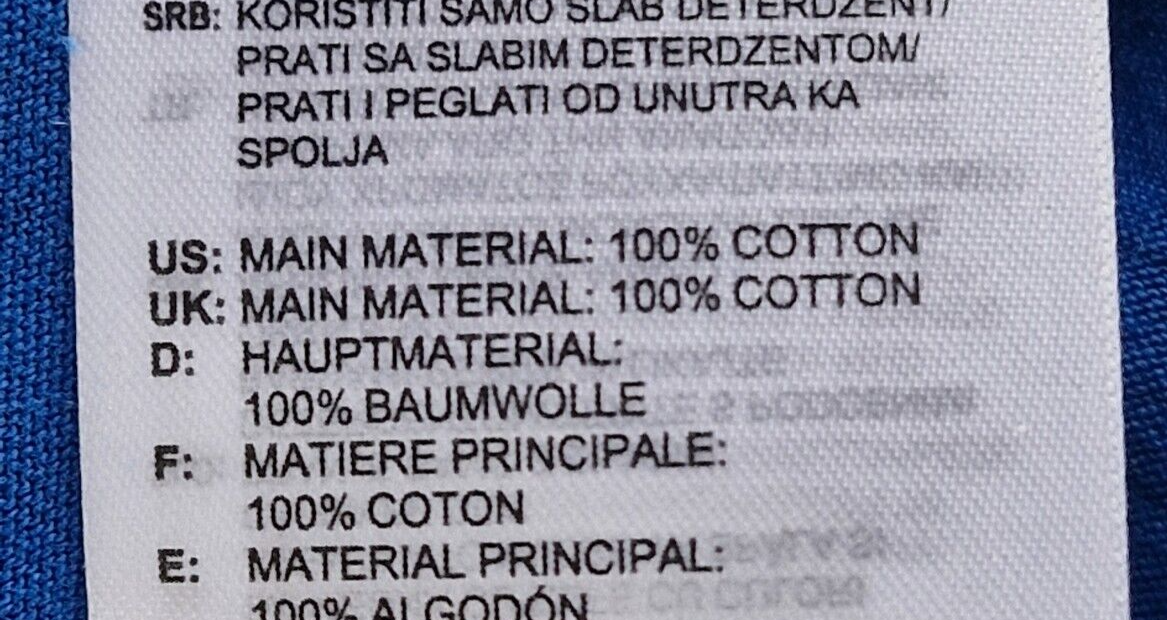 SRB: KORISTITI SAMO SLAB DETERDZENT/
PRATI SA SLABIM DETERDZENTOM/
PRATI I PEGLATI OD UNUTRA KA
SPOLJA
US: MAIN MATERIAL: 100% COTTON
UK: MAIN MATERIAL: 100% COTTON
D: HAUPTMATERIAL:
100% BAUMWOLLE
F: MATIERE PRINCIPALE:
100% COTON
E: MATERIAL PRINCIPAL:
100% ALGODÓN